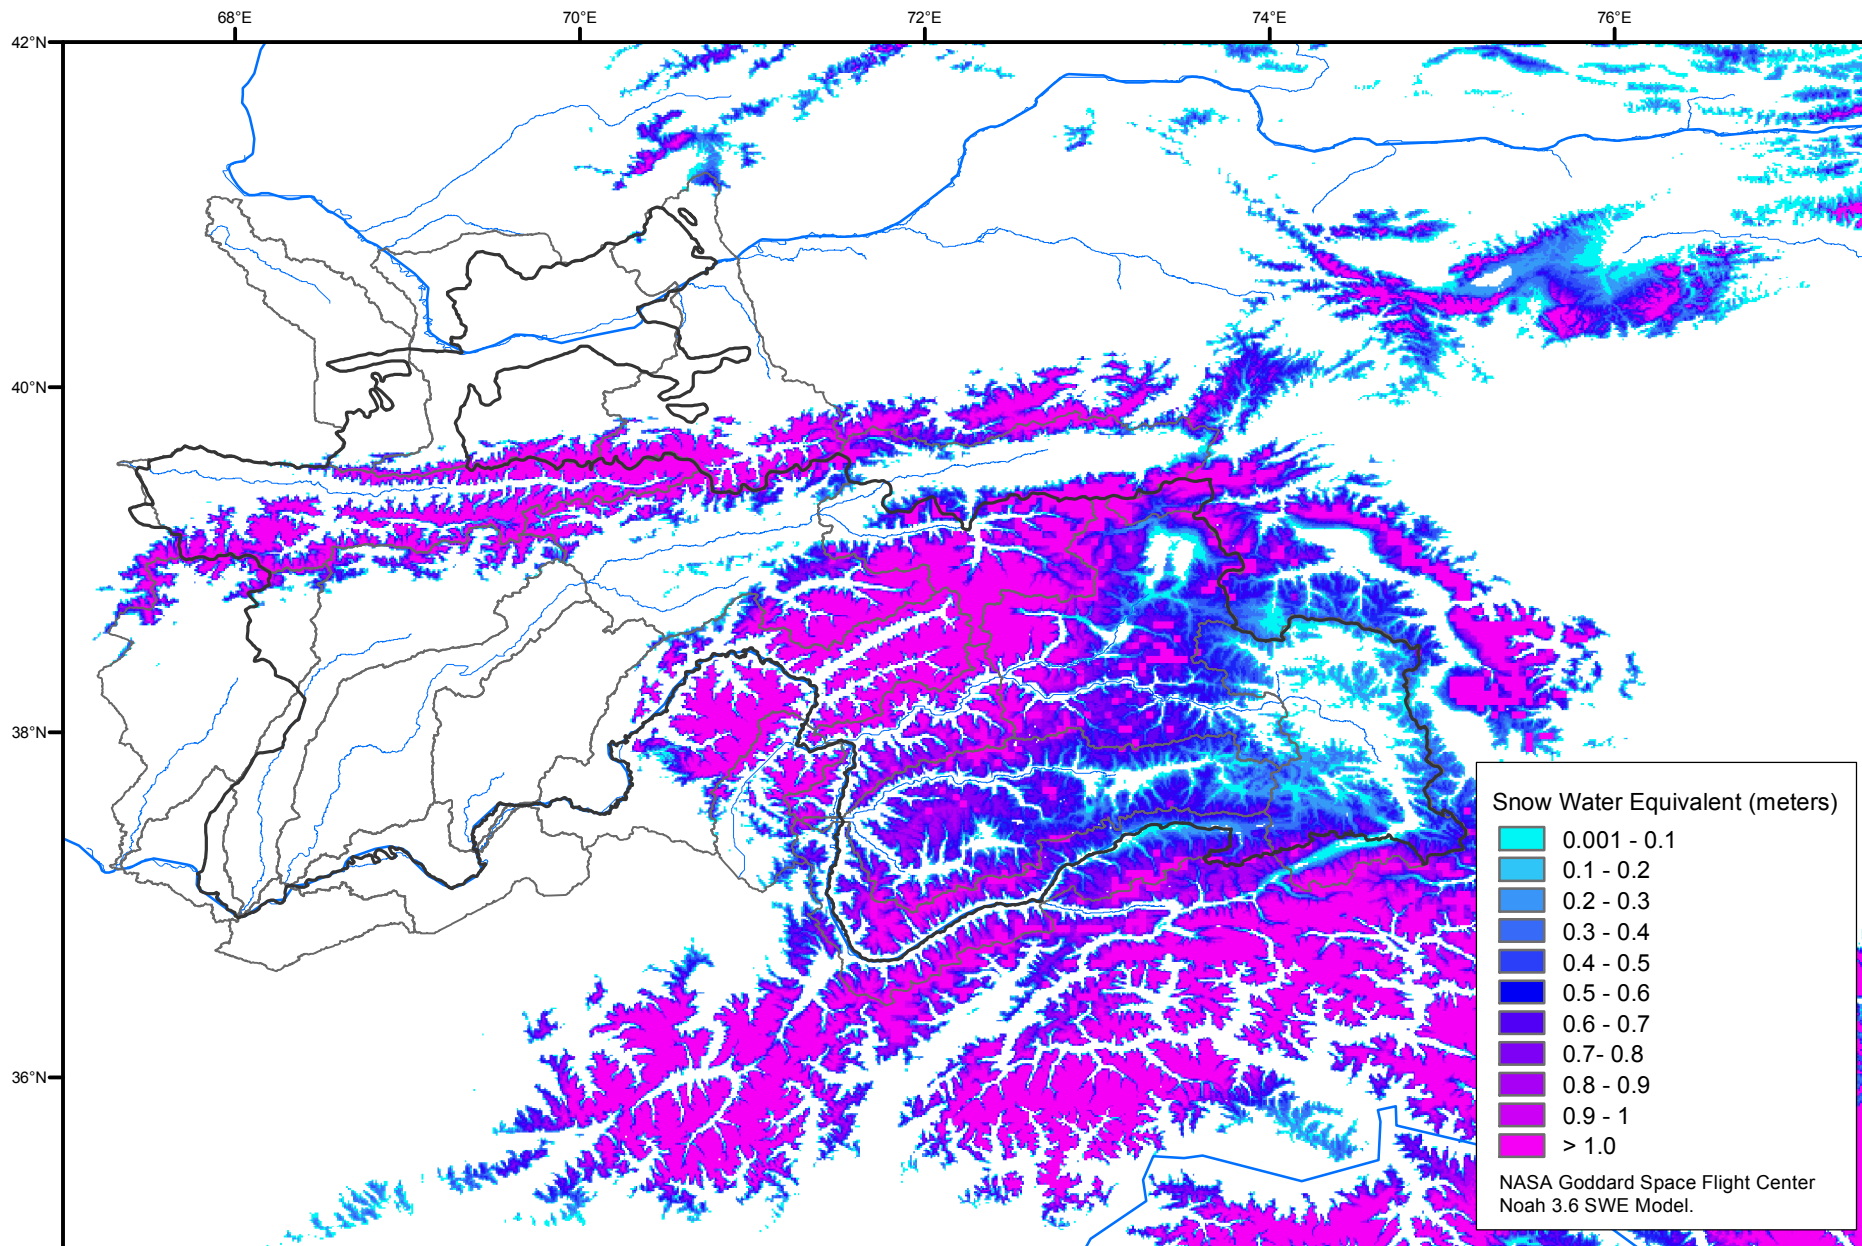 68°E
70°E
72°E
74°E
76°E
42°N
40°N
38°N
36°N
Snow Water Equivalent (meters)
0.001 - 0.1
0.1 - 0.2
0.2 - 0.3
0.3 - 0.4
0.4 - 0.5
0.5 - 0.6
0.6 - 0.7
0.7- 0.8
0.8 - 0.9
0.9 - 1
> 1.0
NASA Goddard Space Flight Center
Noah 3.6 SWE Model.